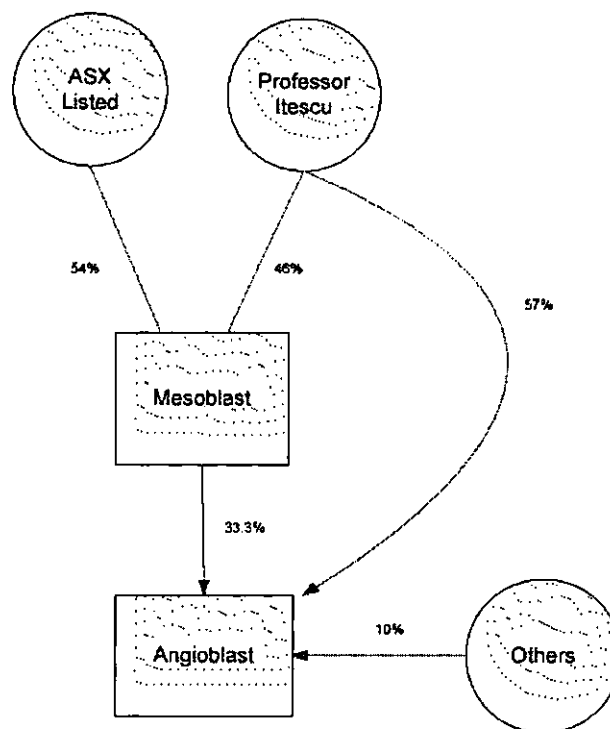 ASX
Listed
Professor
Itescu
54%
46%
57%
Mesoblast
33.3%
Angioblast
10%
Others